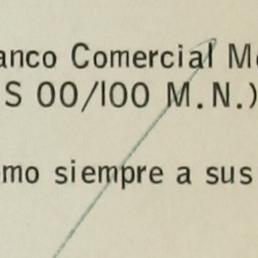 anco Comercial M
S 00/100 M.N.)
mo siempre a sus